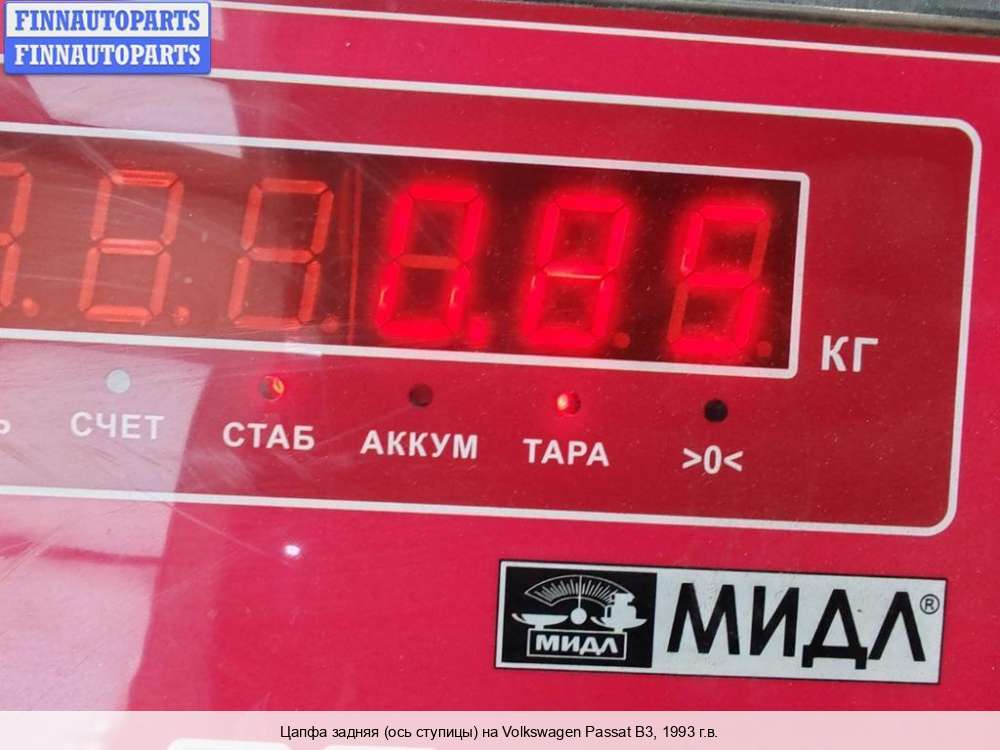 FINNAUTOPARTS
FINNAUTOPARTS
0.85
КГ
СЧЕТ СТАБ АККУМ ТАРА >0<
МИДЛ
МИДЛ®
Цапфа задняя (ось ступицы) на Volkswagen Passat B3, 1993 г.в.